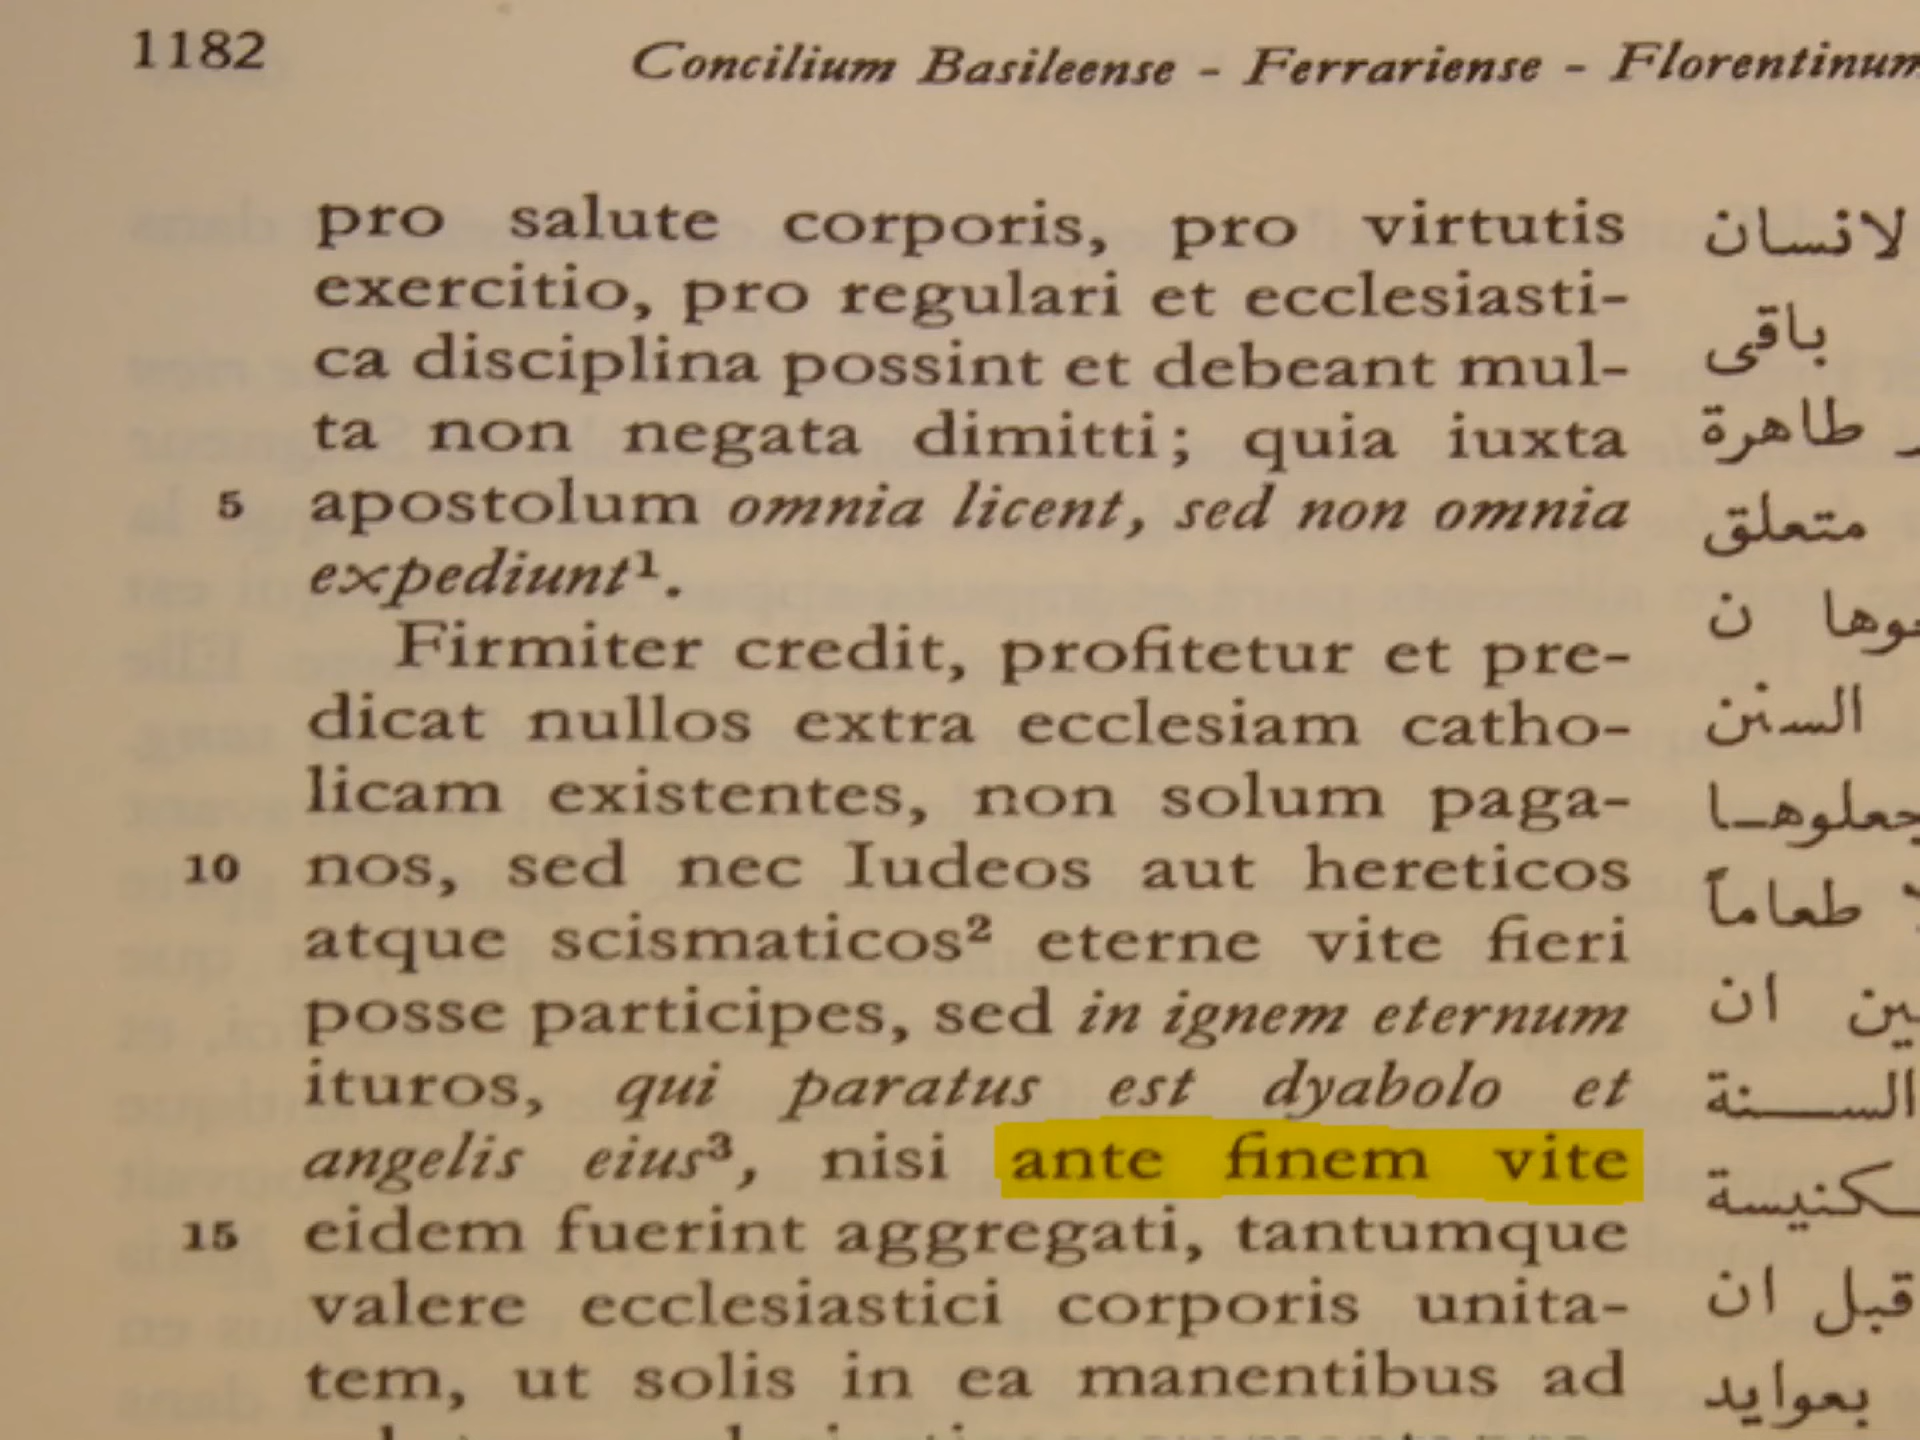 1182
Concilium Basileense - Ferrariense - Florentinum
pro salute corporis, pro virtutis
exercitio, pro regulari et ecclesiasti-
ca disciplina possint et debeant mul-
ta non negata dimitti; quia iuxta
5 apostolum omnia licent, sed non omnia
expediunt¹.
Firmiter credit, profitetur et pre-
dicat nullos extra ecclesiam catho-
licam existentes, non solum paga-
10 nos, sed nec Iudeos aut hereticos
atque scismaticos² eterne vite fieri
posse participes, sed in ignem eternum
ituros, qui paratus est dyabolo et
angelis eius³, nisi ante finem vite
15 eidem fuerint aggregati, tantumque
valere ecclesiastici corporis unita-
tem, ut solis in ea manentibus ad
لانسان
باقى
طاهرة
متعلق
ن
السنن
طعاماً
ان
السنة
قبل ان
بعوايد